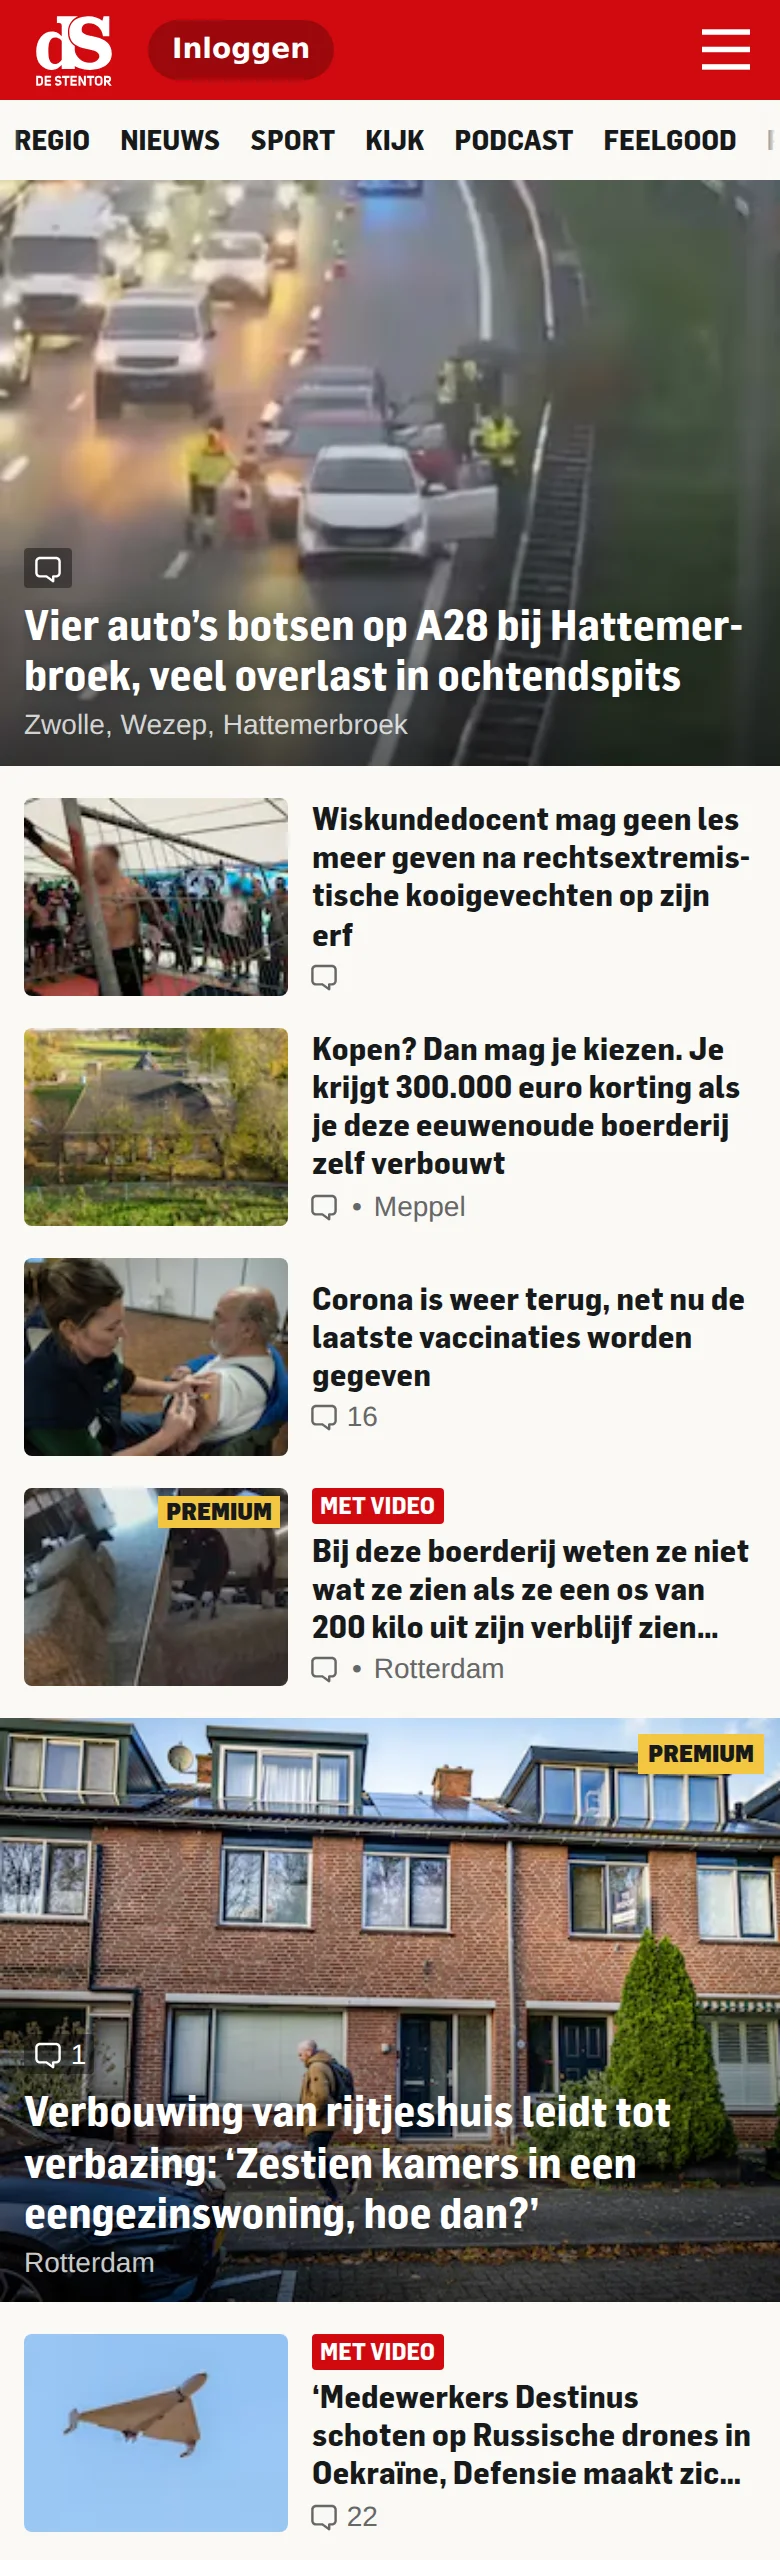 dS
DE STENTOR
Inloggen
REGIO NIEUWS SPORT KIJK PODCAST FEELGOOD
Vier auto’s botsen op A28 bij Hattemer-
broek, veel overlast in ochtendspits
Zwolle, Wezep, Hattemerbroek
Wiskundedocent mag geen les
meer geven na rechtsextremis-
tische kooigevechten op zijn
erf
Kopen? Dan mag je kiezen. Je
krijgt 300.000 euro korting als
je deze eeuwenoude boerderij
zelf verbouwt
• Meppel
Corona is weer terug, net nu de
laatste vaccinaties worden
gegeven
16
PREMIUM
MET VIDEO
Bij deze boerderij weten ze niet
wat ze zien als ze een os van
200 kilo uit zijn verblijf zien...
• Rotterdam
PREMIUM
1
Verbouwing van rijtjeshuis leidt tot
verbazing: ‘Zestien kamers in een
eengezinswoning, hoe dan?’
Rotterdam
MET VIDEO
‘Medewerkers Destinus
schoten op Russische drones in
Oekraïne, Defensie maakt zic...
22